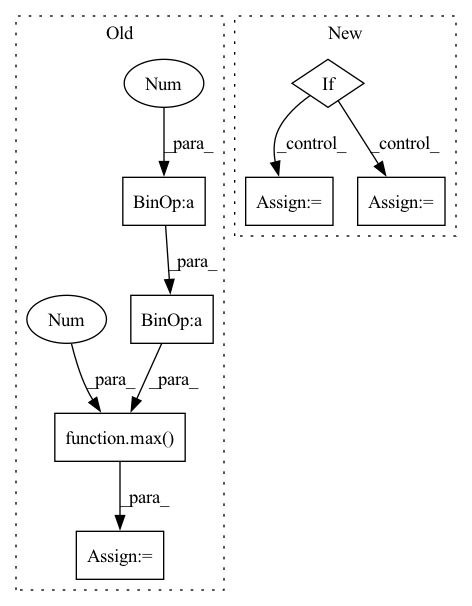 Old
New
Num
If
_para_
_control_
_control_
BinOp:a
Assign:=
Assign:=
_para_
Num
BinOp:a
_para_
_para_
function.max()
_para_
Assign:=